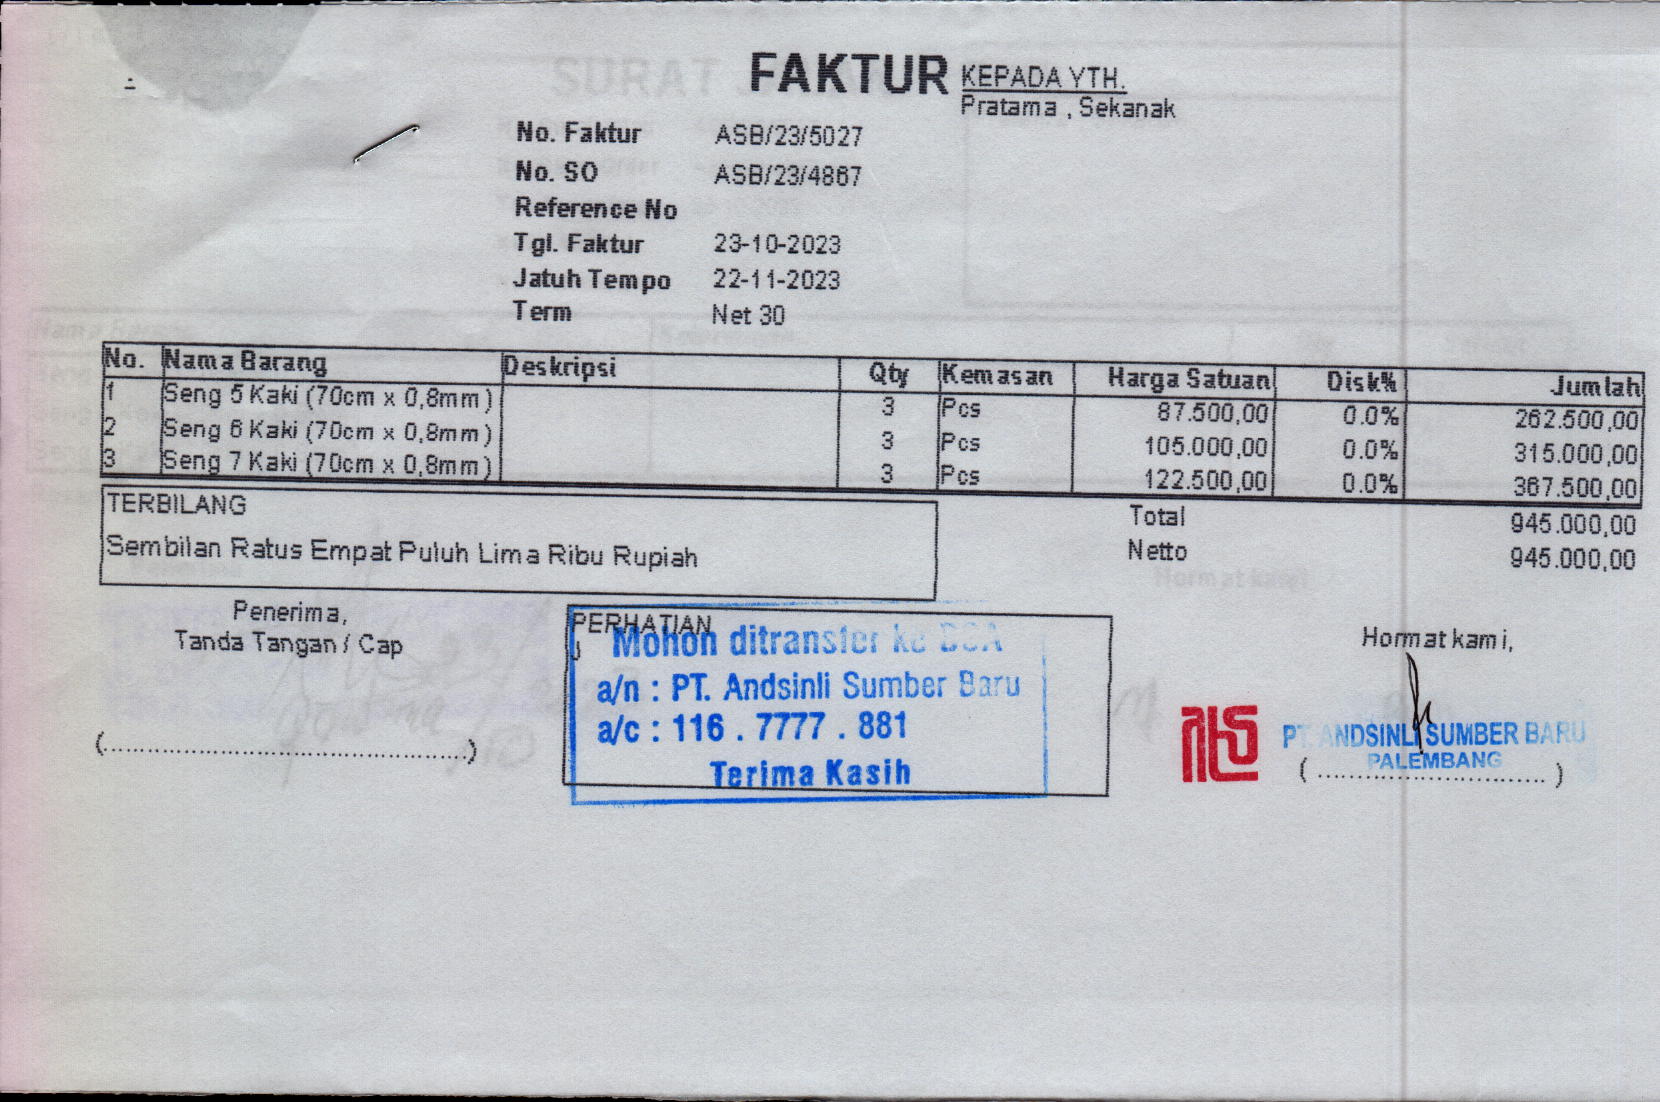 FAKTUR
KEPADA YTH.
Pratama , Sekanak
No. Faktur ASB/23/5027
No. SO ASB/23/4867
Reference No
Tgl. Faktur 23-10-2023
Jatuh Tempo 22-11-2023
Term Net 30
No. Nama Barang Deskripsi Qty Kemasan Harga Satuan Disk% Jumlah
1 Seng 5 Kaki (70cm x 0,8mm) 3 Pcs 87.500,00 0.0% 262.500,00
2 Seng 6 Kaki (70cm x 0,8mm) 3 Pcs 105.000,00 0.0% 315.000,00
3 Seng 7 Kaki (70cm x 0,8mm) 3 Pcs 122.500,00 0.0% 367.500,00
TERBILANG
Sembilan Ratus Empat Puluh Lima Ribu Rupiah
Total 945.000,00
Netto 945.000,00
Penerima,
Tanda Tangan / Cap
(..........................................)
PERHATIAN
Mohon ditransfer ke BCA
a/n : PT. Andsinli Sumber Baru
a/c : 116 . 7777 . 881
Terima Kasih
Hormat kami,
PT. ANDSINLI SUMBER BARU
PALEMBANG
( .......................... )